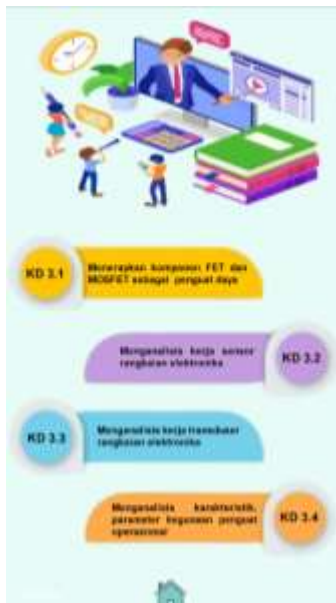 KD 3.1
Menerapkan komponen FET dan
MOSFET sebagai penguat daya
Menganalisis kerja sensor
rangkaian elektronika
KD 3.2
KD 3.3
Menganalisis kerja transduser
rangkaian elektronika
Menganalisis karakteristik,
parameter kegunaan penguat
operasional
KD 3.4